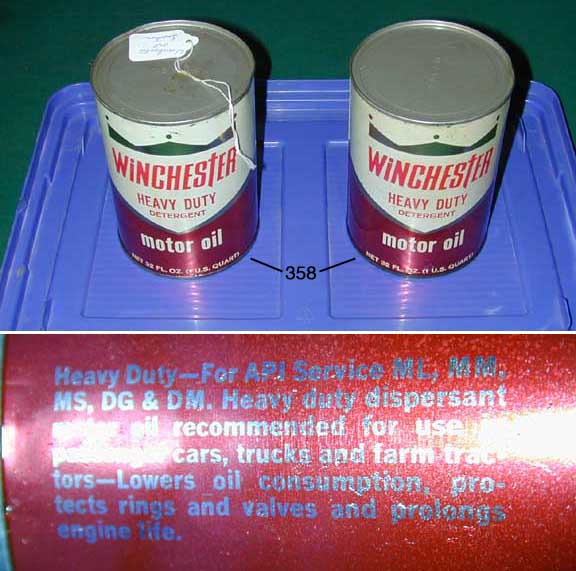 WINCHESTER
HEAVY DUTY
DETERGENT
motor oil
NET 32 FL. OZ. (1 U.S. QUART)
WINCHESTER
HEAVY DUTY
DETERGENT
motor oil
NET 32 FL. OZ. (1 U.S. QUART)
358
Heavy Duty—For API Service ML, MM,
MS, DG & DM. Heavy duty dispersant
motor oil recommended for use in
passenger cars, trucks and farm trac-
tors—Lowers oil consumption, pro-
tects rings and valves and prolongs
engine life.